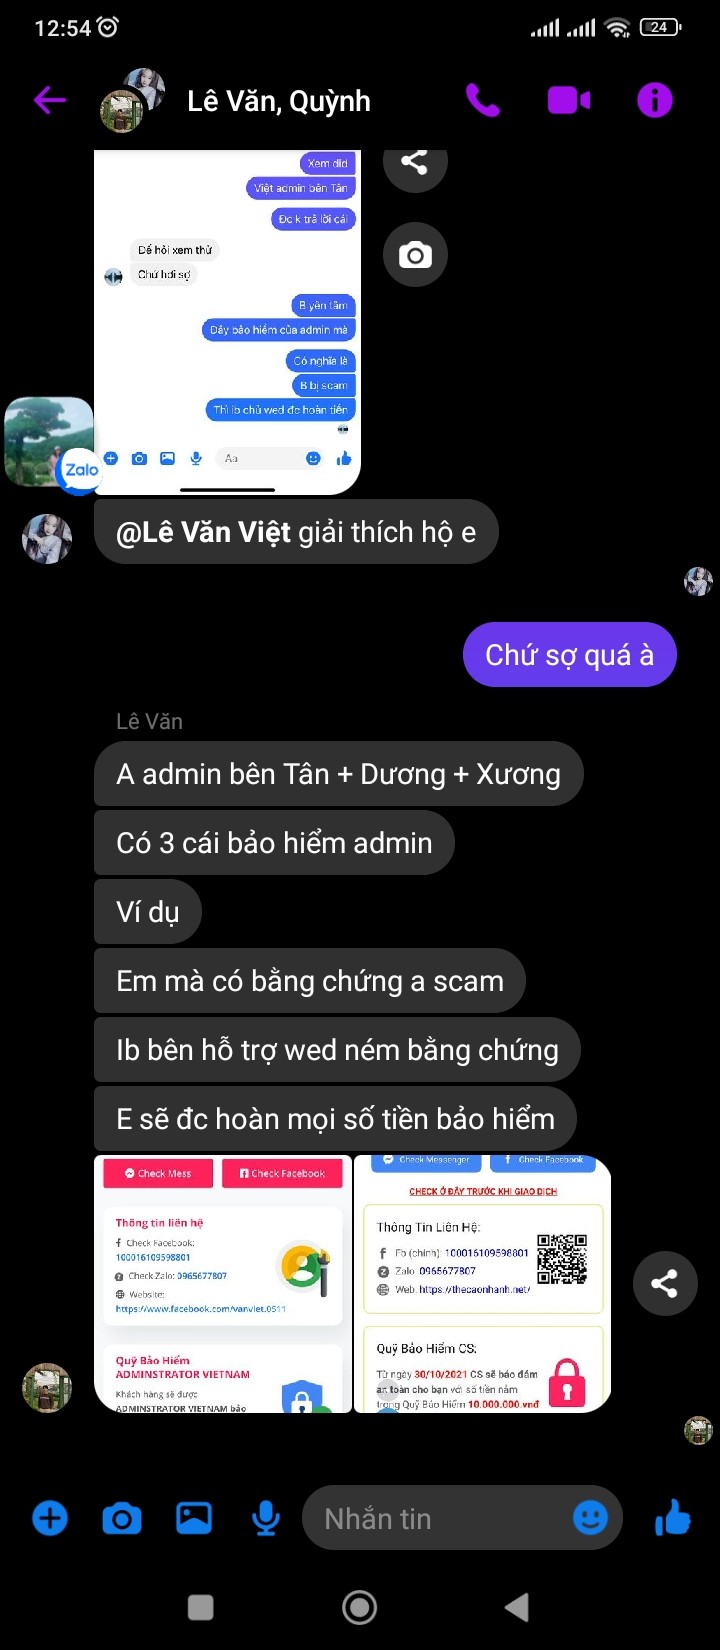 12:54
24
Lê Văn, Quỳnh
Xem did
Việt admin bên Tân
Đc k trả lời cái
Để hỏi xem thử
Chứ hơi sợ
B yên tâm
Đấy bảo hiểm của admin mà
Có nghĩa là
B bị scam
Thì ib chủ wed đc hoàn tiền
Aa
Zalo
@Lê Văn Việt giải thích hộ e
Chứ sợ quá à
Lê Văn
A admin bên Tân + Dương + Xương
Có 3 cái bảo hiểm admin
Ví dụ
Em mà có bằng chứng a scam
Ib bên hỗ trợ wed ném bằng chứng
E sẽ đc hoàn mọi số tiền bảo hiểm
Check Mess
Check Facebook
Thông tin liên hệ
Check Facebook:
100016109598801
Check Zalo: 0965677807
Website:
https://www.facebook.com/vanvlet.0511
Quỹ Bảo Hiểm
ADMINSTRATOR VIETNAM
Khách hàng sẽ được
ADMINSTRATOR VIETNAM bảo
Check Messenger
Check Facebook
CHECK Ở ĐÂY TRƯỚC KHI GIAO DỊCH
Thông Tin Liên Hệ:
Fb (chính): 100016109598801
Zalo: 0965677807
Web: https://thecaonhanh.net/
Quỹ Bảo Hiểm CS:
Từ ngày 30/10/2021 CS sẽ bảo đảm
an toàn cho bạn với số tiền nằm
trong Quỹ Bảo Hiểm 10.000.000.vnđ
Nhắn tin